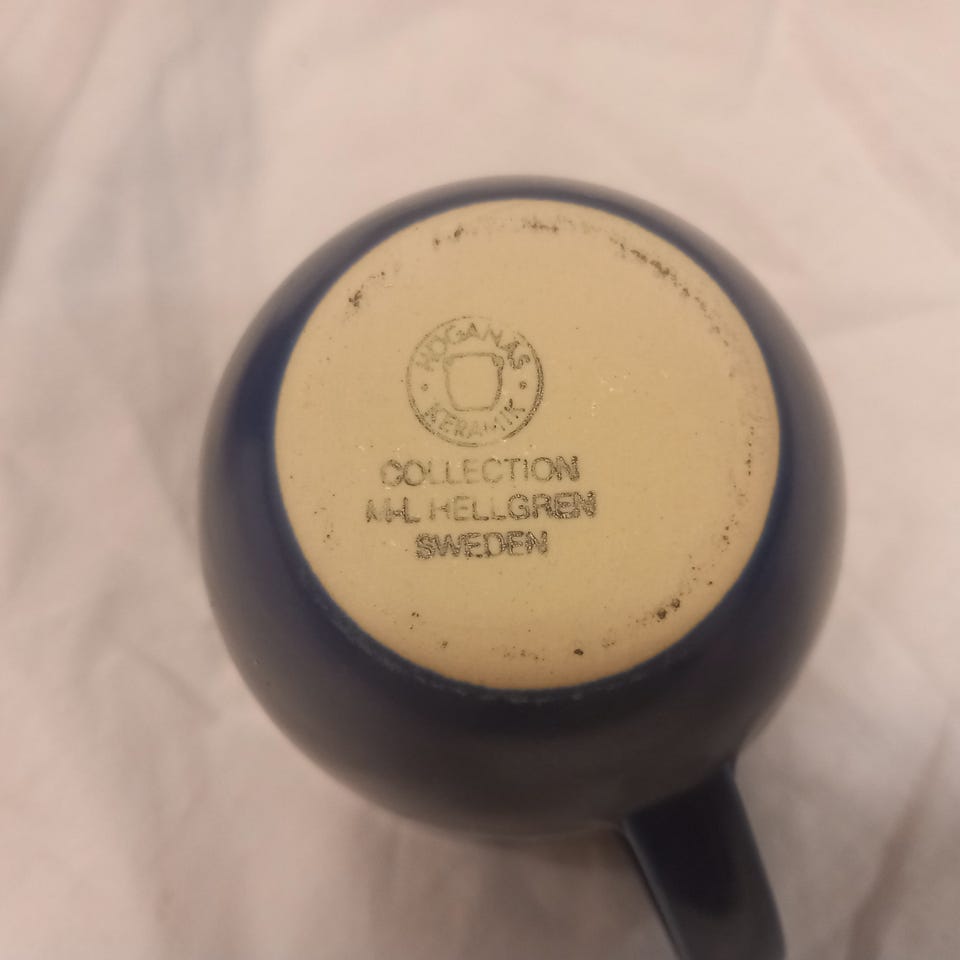 HÖGANÄS
KERAMIK
COLLECTION
M-L HELLGREN
SWEDEN